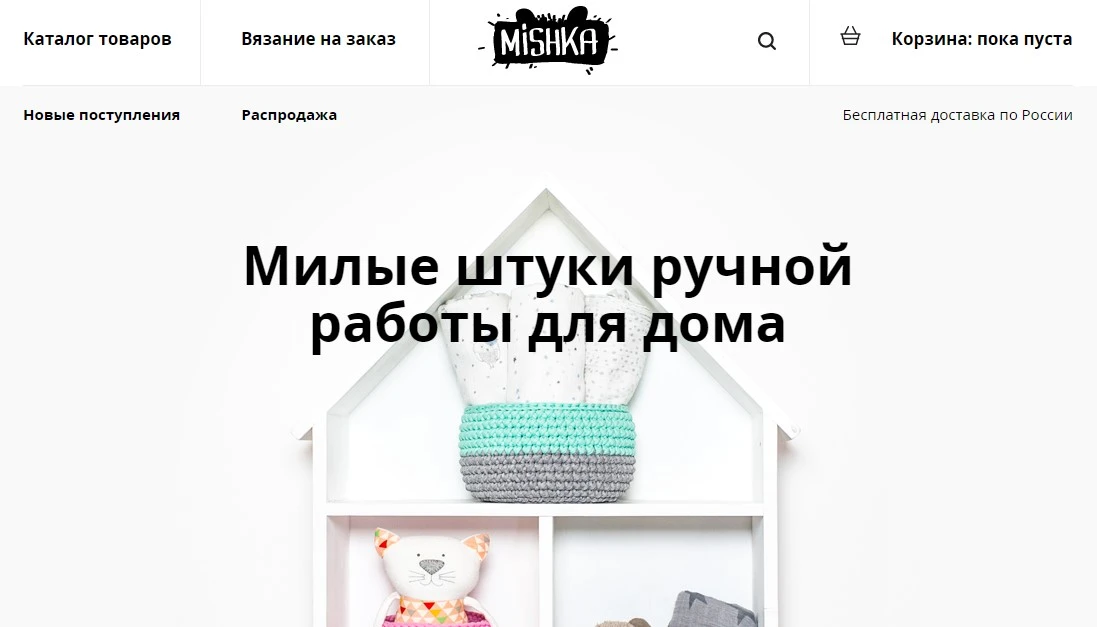 Каталог товаров
Вязание на заказ
MiSHKA
Корзина: пока пуста
Новые поступления
Распродажа
Бесплатная доставка по России
Милые штуки ручной
работы для дома